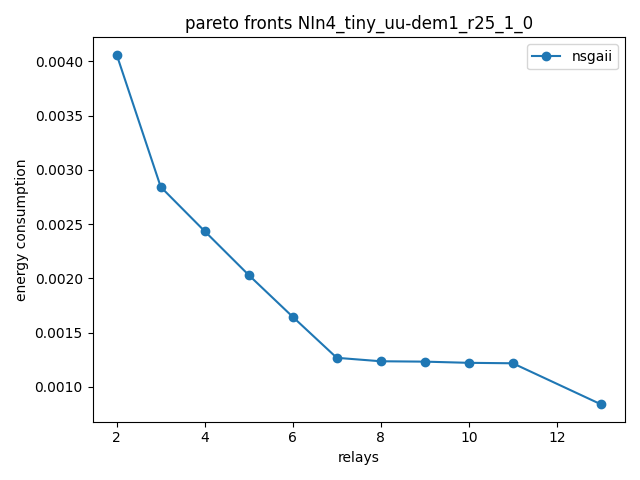 pareto fronts NIn4_tiny_uu-dem1_r25_1_0
nsgaii
energy consumption
0.0040
0.0035
0.0030
0.0025
0.0020
0.0015
0.0010
2 4 6 8 10 12
relays